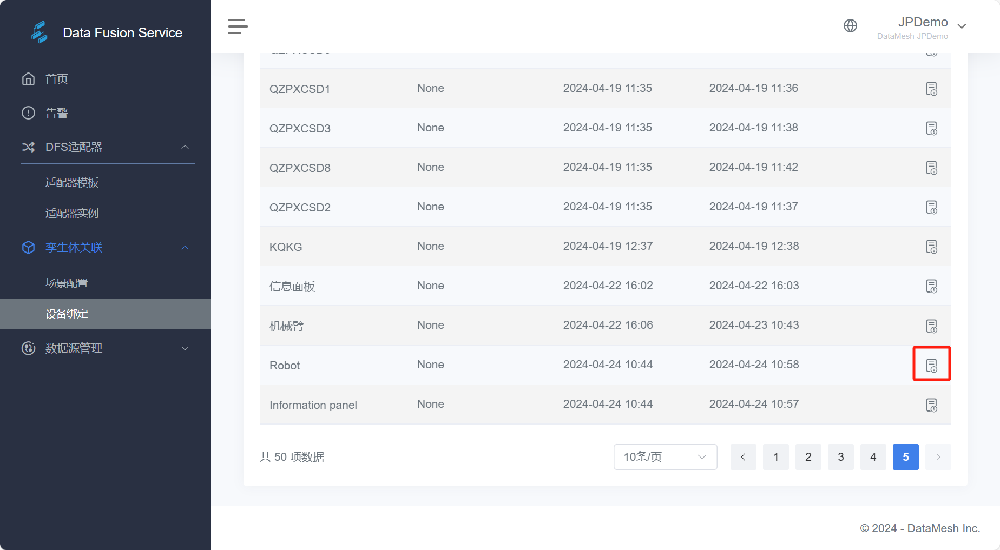 Data Fusion Service
JPDemo
DataMesh-JPDemo
首页
告警
DFS适配器
适配器模板
适配器实例
孪生体关联
场景配置
设备绑定
数据源管理
QZPXCSD1 None 2024-04-19 11:35 2024-04-19 11:36
QZPXCSD3 None 2024-04-19 11:35 2024-04-19 11:38
QZPXCSD8 None 2024-04-19 11:35 2024-04-19 11:42
QZPXCSD2 None 2024-04-19 11:35 2024-04-19 11:37
KQKG None 2024-04-19 12:37 2024-04-19 12:38
信息面板 None 2024-04-22 16:02 2024-04-22 16:03
机械臂 None 2024-04-22 16:06 2024-04-23 10:43
Robot None 2024-04-24 10:44 2024-04-24 10:58
Information panel None 2024-04-24 10:44 2024-04-24 10:57
共 50 项数据 10条/页 1 2 3 4 5
© 2024 - DataMesh Inc.